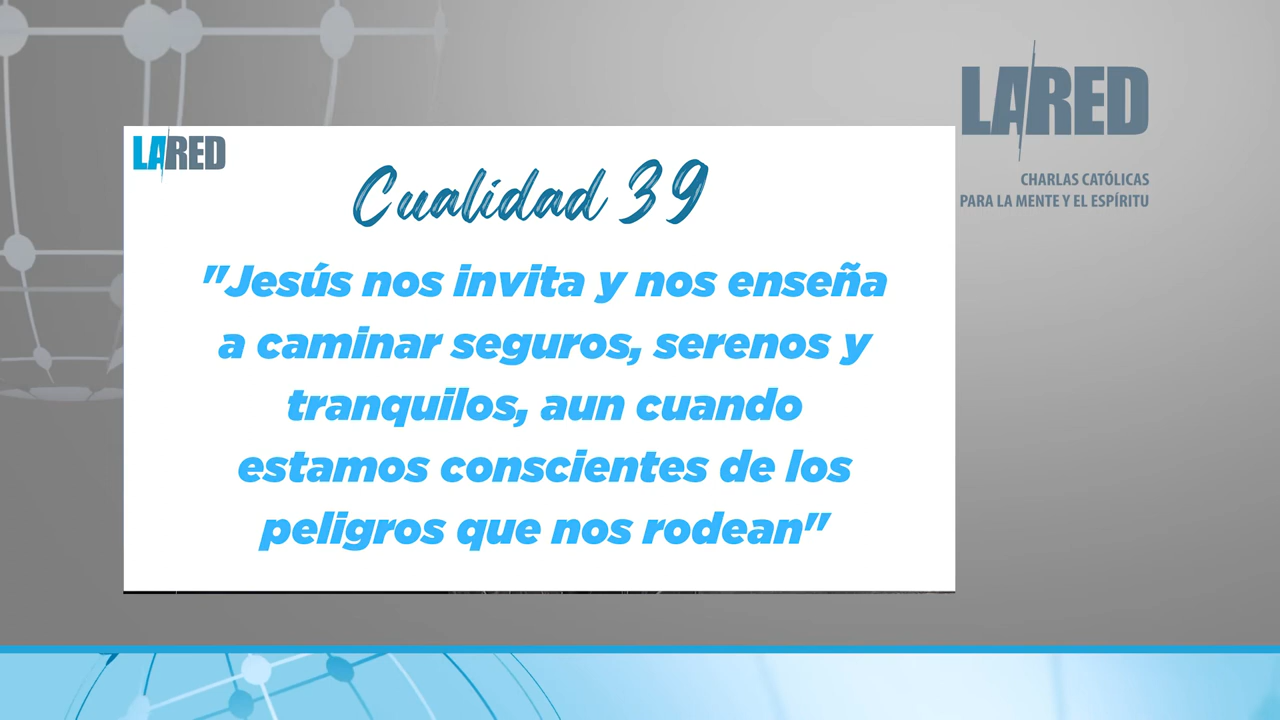 LARED
CHARLAS CATÓLICAS
PARA LA MENTE Y EL ESPÍRITU
LARED
Cualidad 39
"Jesús nos invita y nos enseña
a caminar seguros, serenos y
tranquilos, aun cuando
estamos conscientes de los
peligros que nos rodean"